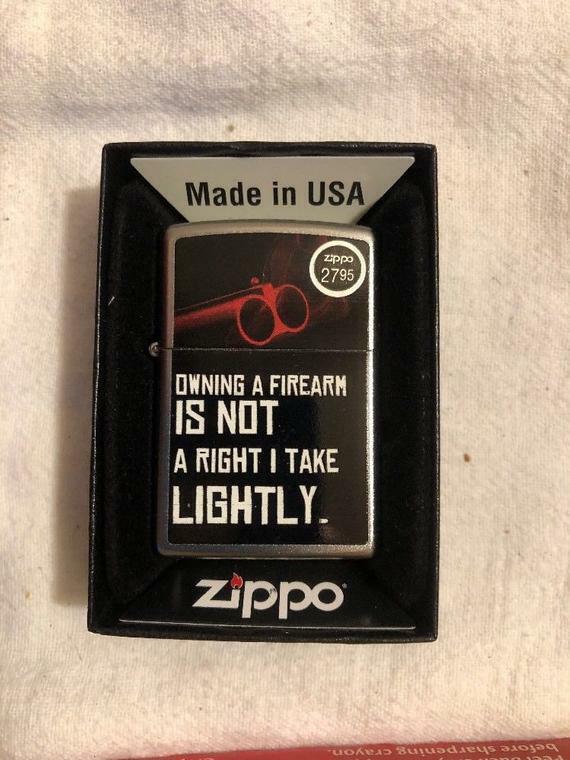 Made in USA
zippo
2795
OWNING A FIREARM
IS NOT
A RIGHT I TAKE
LIGHTLY.
zippo
before sharpening crayon.